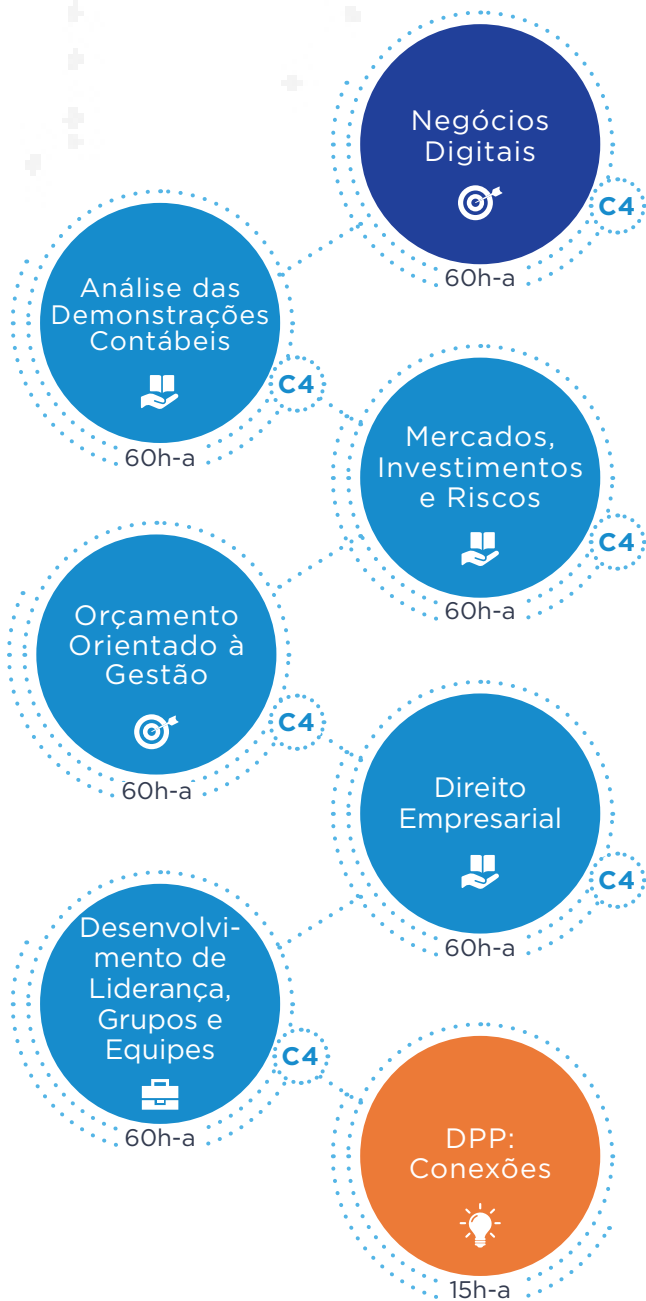 Negócios
Digitais
C4
60h-a
Análise das
Demonstrações
Contábeis
C4
60h-a
Mercados,
Investimentos
e Riscos
C4
60h-a
Orçamento
Orientado à
Gestão
C4
60h-a
Direito
Empresarial
C4
60h-a
Desenvolvi-
mento de
Liderança,
Grupos e
Equipes
C4
60h-a
DPP:
Conexões
15h-a